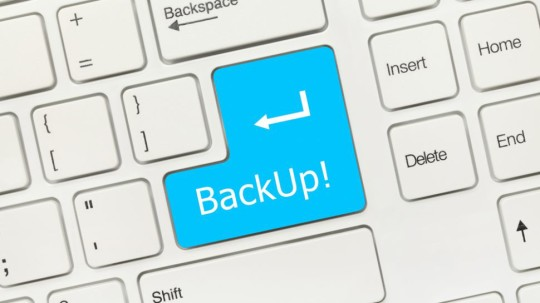 Backspace
+
=
Insert
Home
{
[
}
]
BackUp!
Delete
End
"
'
;
Shift